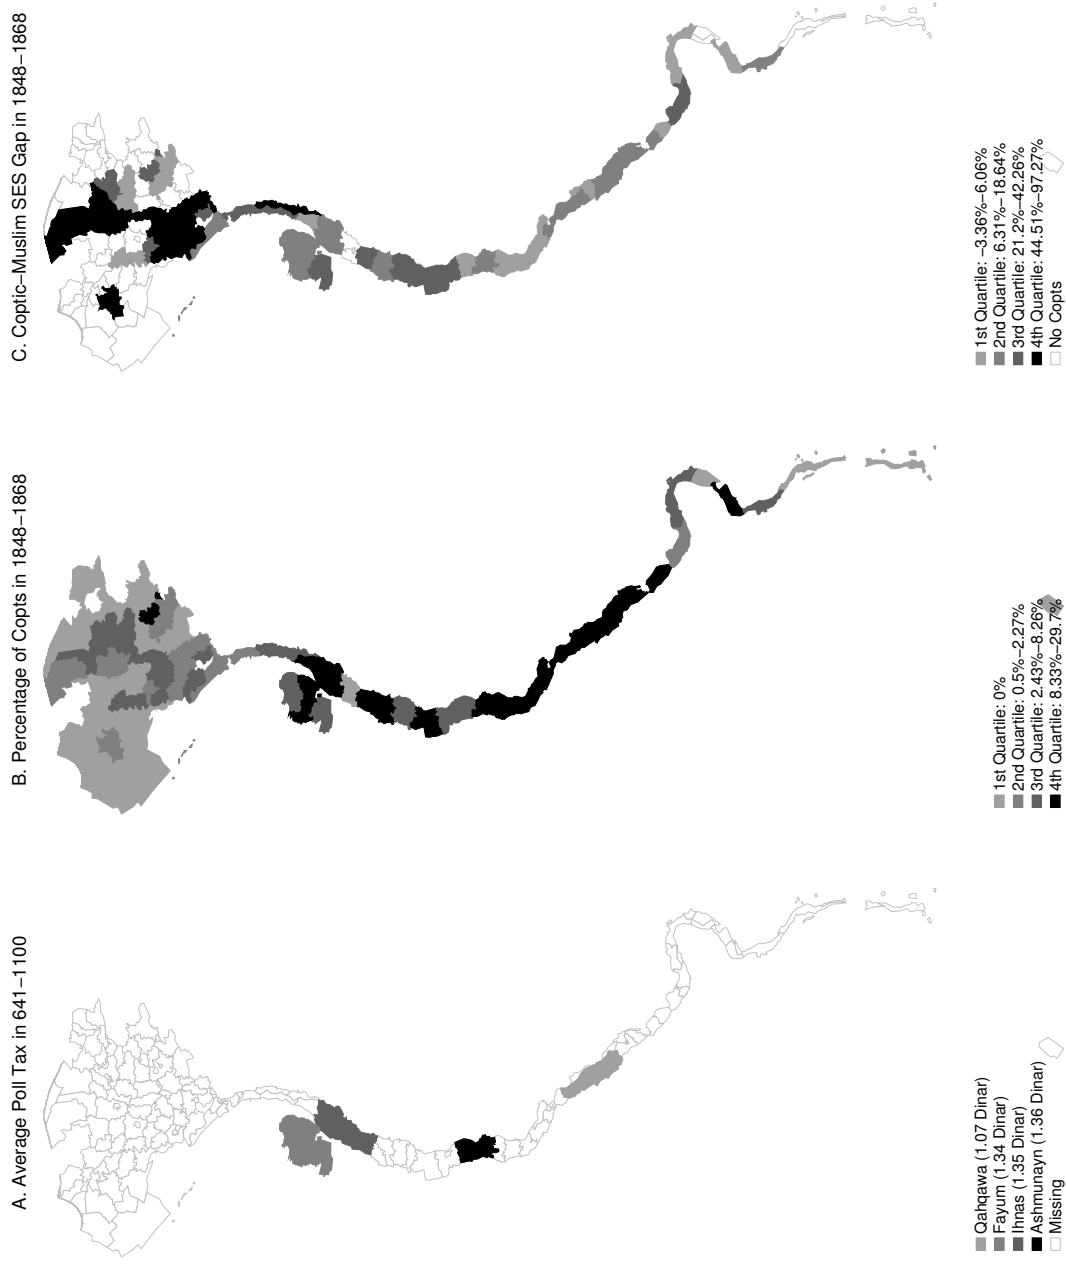 A. Average Poll Tax in 641−1100
Qahqawa (1.07 Dinar)
Fayum (1.34 Dinar)
Ihnas (1.35 Dinar)
Ashmunayn (1.36 Dinar)
Missing
B. Percentage of Copts in 1848−1868
1st Quartile: 0%
2nd Quartile: 0.5%−2.27%
3rd Quartile: 2.43%−8.26%
4th Quartile: 8.33%−29.7%
C. Coptic−Muslim SES Gap in 1848−1868
1st Quartile: −3.36%−6.06%
2nd Quartile: 6.31%−18.64%
3rd Quartile: 21.2%−42.26%
4th Quartile: 44.51%−97.27%
No Copts